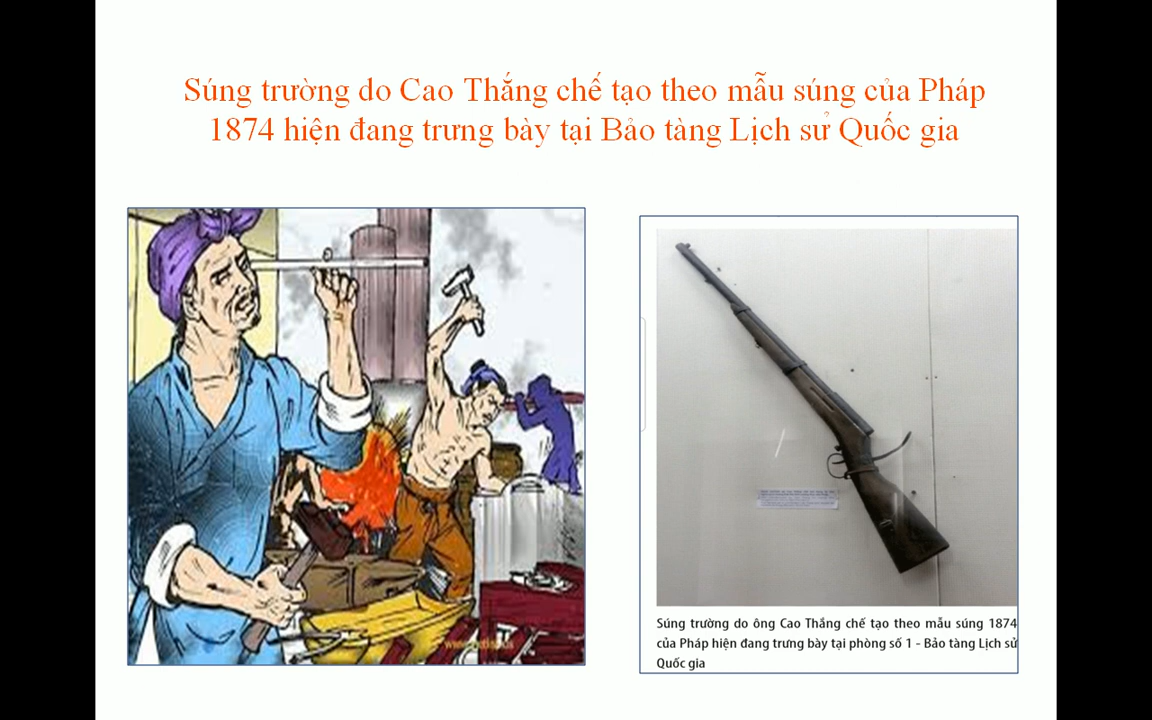 Súng trường do Cao Thắng chế tạo theo mẫu súng của Pháp
1874 hiện đang trưng bày tại Bảo tàng Lịch sử Quốc gia
Súng trường do ông Cao Thắng chế tạo theo mẫu súng 1874
của Pháp hiện đang trưng bày tại phòng số 1 - Bảo tàng Lịch sử
Quốc gia